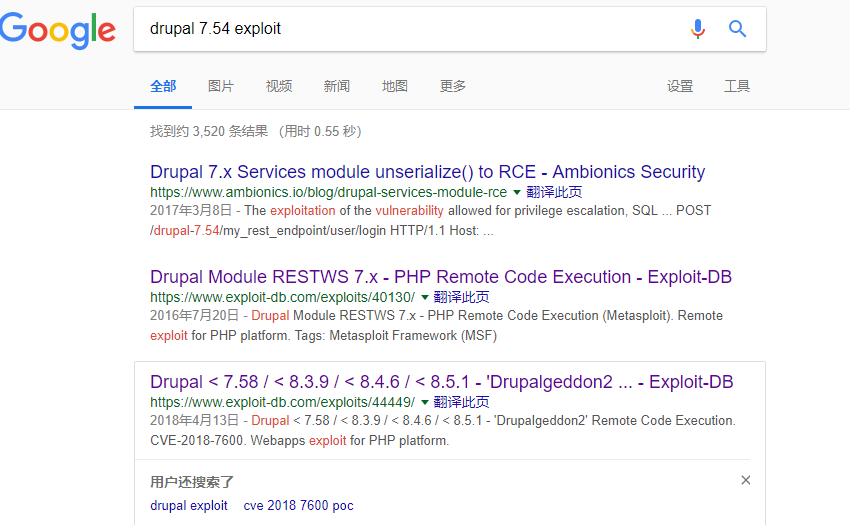 Google
drupal 7.54 exploit
全部 图片 视频 新闻 地图 更多 设置 工具
找到约 3,520 条结果 （用时 0.55 秒）
Drupal 7.x Services module unserialize() to RCE - Ambionics Security
https://www.ambionics.io/blog/drupal-services-module-rce ▼ 翻译此页
2017年3月8日 - The exploitation of the vulnerability allowed for privilege escalation, SQL ... POST
/drupal-7.54/my_rest_endpoint/user/login HTTP/1.1 Host: ...
Drupal Module RESTWS 7.x - PHP Remote Code Execution - Exploit-DB
https://www.exploit-db.com/exploits/40130/ ▼ 翻译此页
2016年7月20日 - Drupal Module RESTWS 7.x - PHP Remote Code Execution (Metasploit). Remote
exploit for PHP platform. Tags: Metasploit Framework (MSF)
Drupal < 7.58 / < 8.3.9 / < 8.4.6 / < 8.5.1 - 'Drupalgeddon2 ... - Exploit-DB
https://www.exploit-db.com/exploits/44449/ ▼ 翻译此页
2018年4月13日 - Drupal < 7.58 / < 8.3.9 / < 8.4.6 / < 8.5.1 - 'Drupalgeddon2' Remote Code Execution.
CVE-2018-7600. Webapps exploit for PHP platform.
用户还搜索了
drupal exploit cve 2018 7600 poc